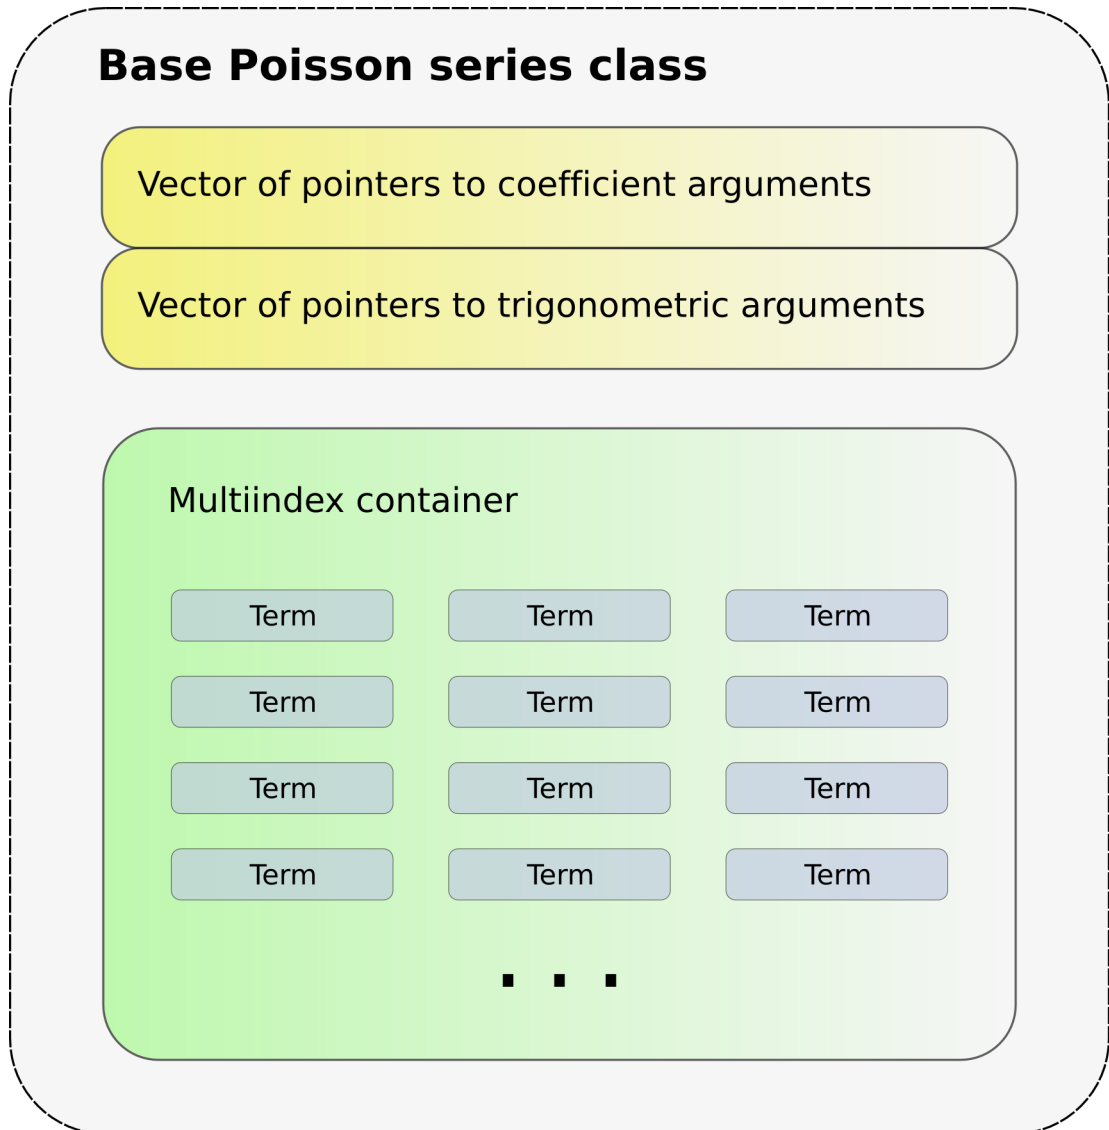 Base Poisson series class
Vector of pointers to coefficient arguments
Vector of pointers to trigonometric arguments
Multiindex container
Term Term Term
Term Term Term
Term Term Term
Term Term Term
. . .